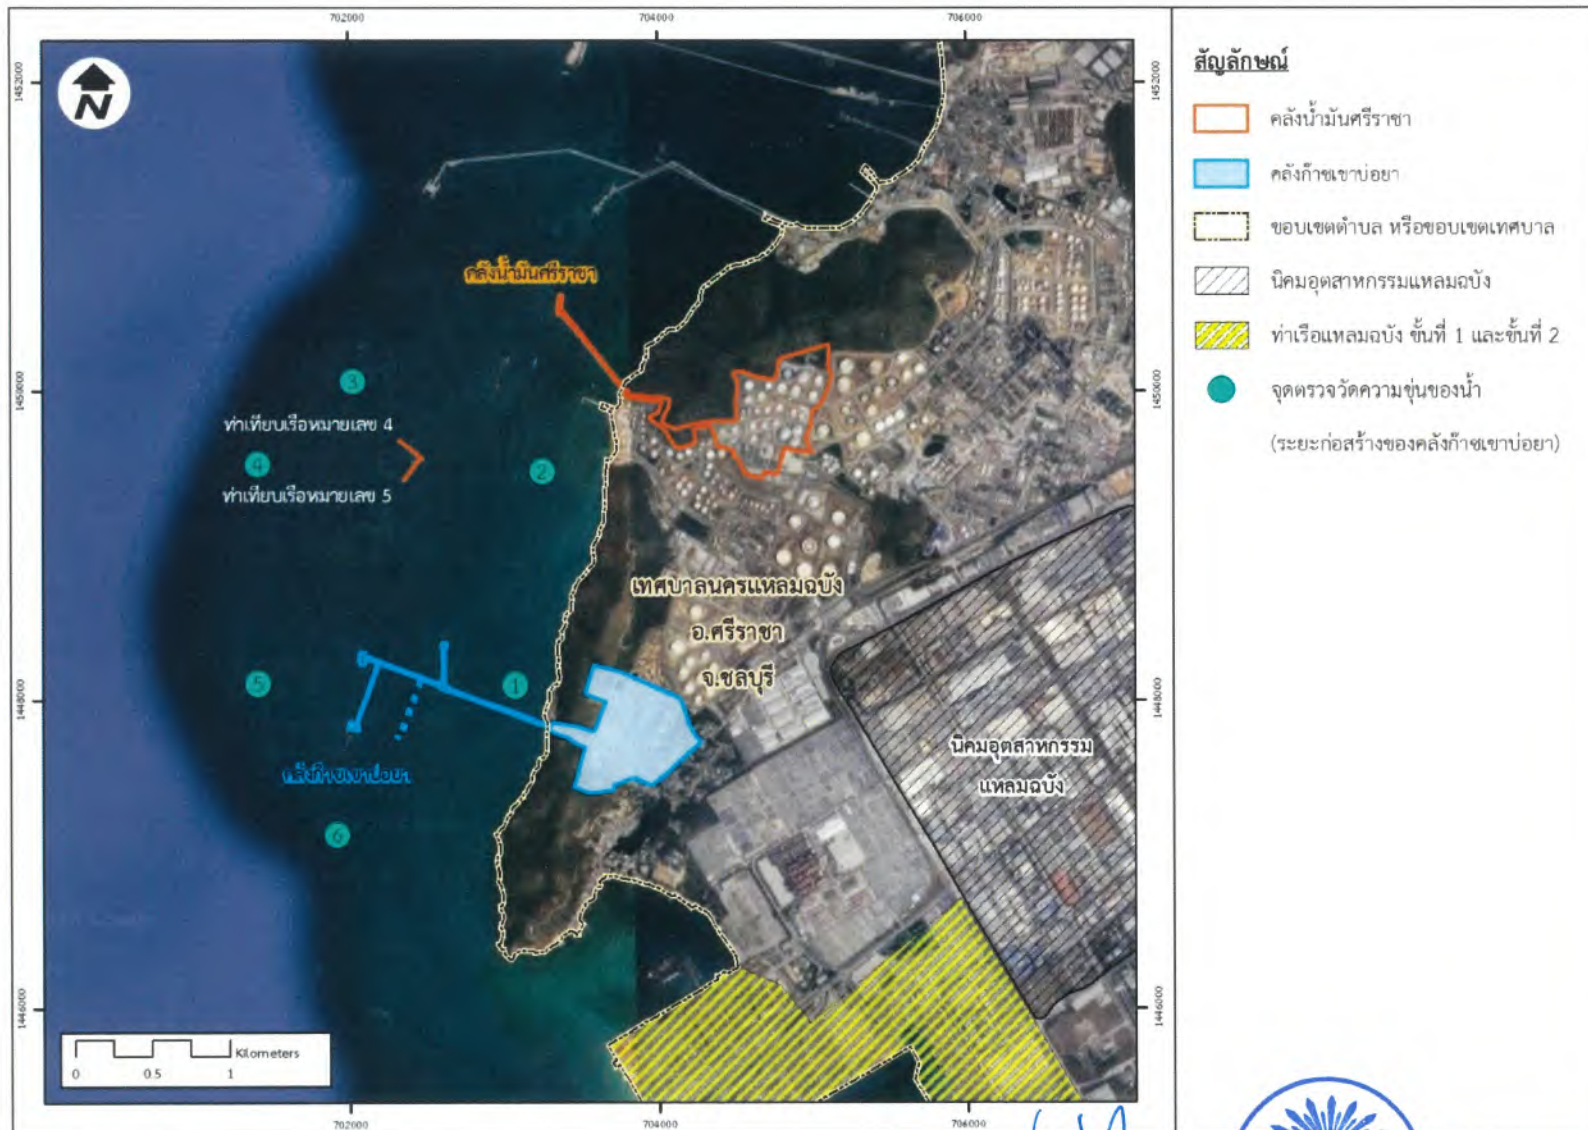 702000
704000
706000
1452000
1452000
N
คลังน้ำมันศรีราชา
1450000
1450000
3
ท่าเทียบเรือหมายเลข 4
4
2
ท่าเทียบเรือหมายเลข 5
เทศบาลนครแหลมฉบัง
อ.ศรีราชา
จ.ชลบุรี
1448000
1448000
5
1
คลังก๊าซเขาบ่อยา
นิคมอุตสาหกรรม
แหลมฉบัง
6
1446000
1446000
Kilometers
0 0.5 1
702000
704000
706000
สัญลักษณ์
คลังน้ำมันศรีราชา
คลังก๊าซเขาบ่อยา
ขอบเขตตำบล หรือขอบเขตเทศบาล
นิคมอุตสาหกรรมแหลมฉบัง
ท่าเรือแหลมฉบัง ขั้นที่ 1 และขั้นที่ 2
จุดตรวจวัดความขุ่นของน้ำ
(ระยะก่อสร้างของคลังก๊าซเขาบ่อยา)